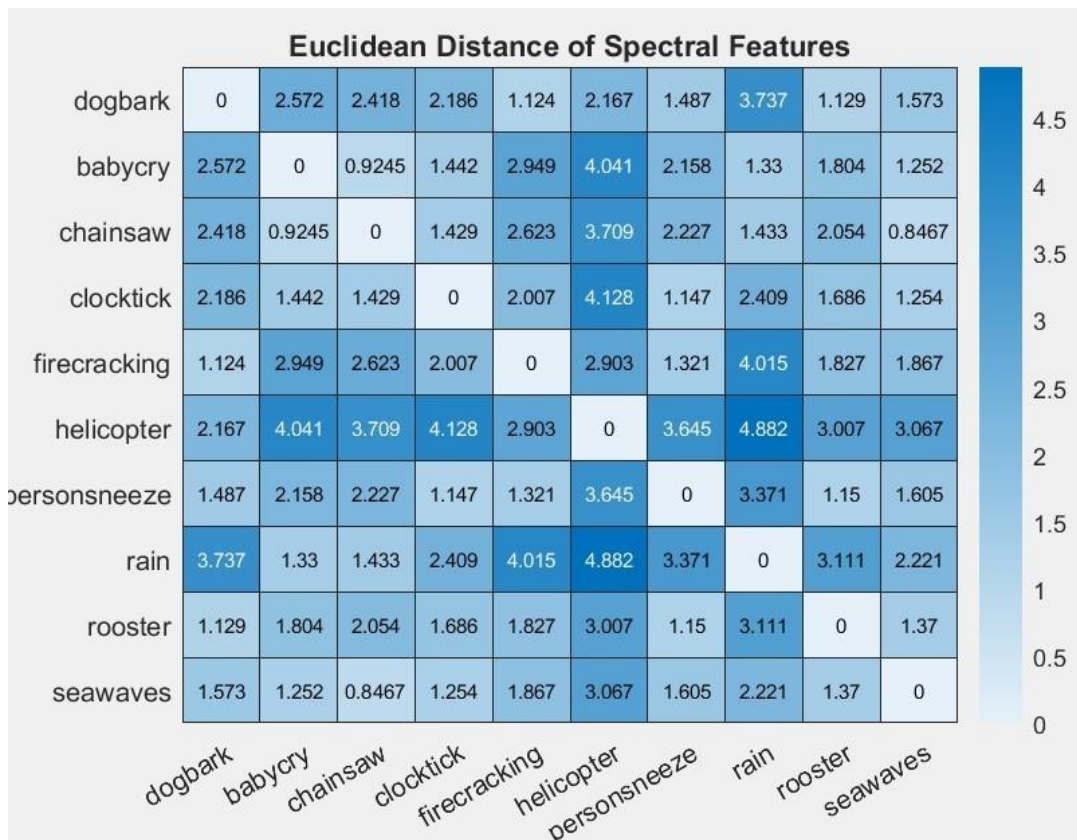 Euclidean Distance of Spectral Features
dogbark 0 2.572 2.418 2.186 1.124 2.167 1.487 3.737 1.129 1.573
babycry 2.572 0 0.9245 1.442 2.949 4.041 2.158 1.33 1.804 1.252
chainsaw 2.418 0.9245 0 1.429 2.623 3.709 2.227 1.433 2.054 0.8467
clocktick 2.186 1.442 1.429 0 2.007 4.128 1.147 2.409 1.686 1.254
firecracking 1.124 2.949 2.623 2.007 0 2.903 1.321 4.015 1.827 1.867
helicopter 2.167 4.041 3.709 4.128 2.903 0 3.645 4.882 3.007 3.067
personsneeze 1.487 2.158 2.227 1.147 1.321 3.645 0 3.371 1.15 1.605
rain 3.737 1.33 1.433 2.409 4.015 4.882 3.371 0 3.111 2.221
rooster 1.129 1.804 2.054 1.686 1.827 3.007 1.15 3.111 0 1.37
seawaves 1.573 1.252 0.8467 1.254 1.867 3.067 1.605 2.221 1.37 0
dogbark babycry chainsaw clocktick firecracking helicopter personsneeze rain rooster seawaves
4.5
4
3.5
3
2.5
2
1.5
1
0.5
0